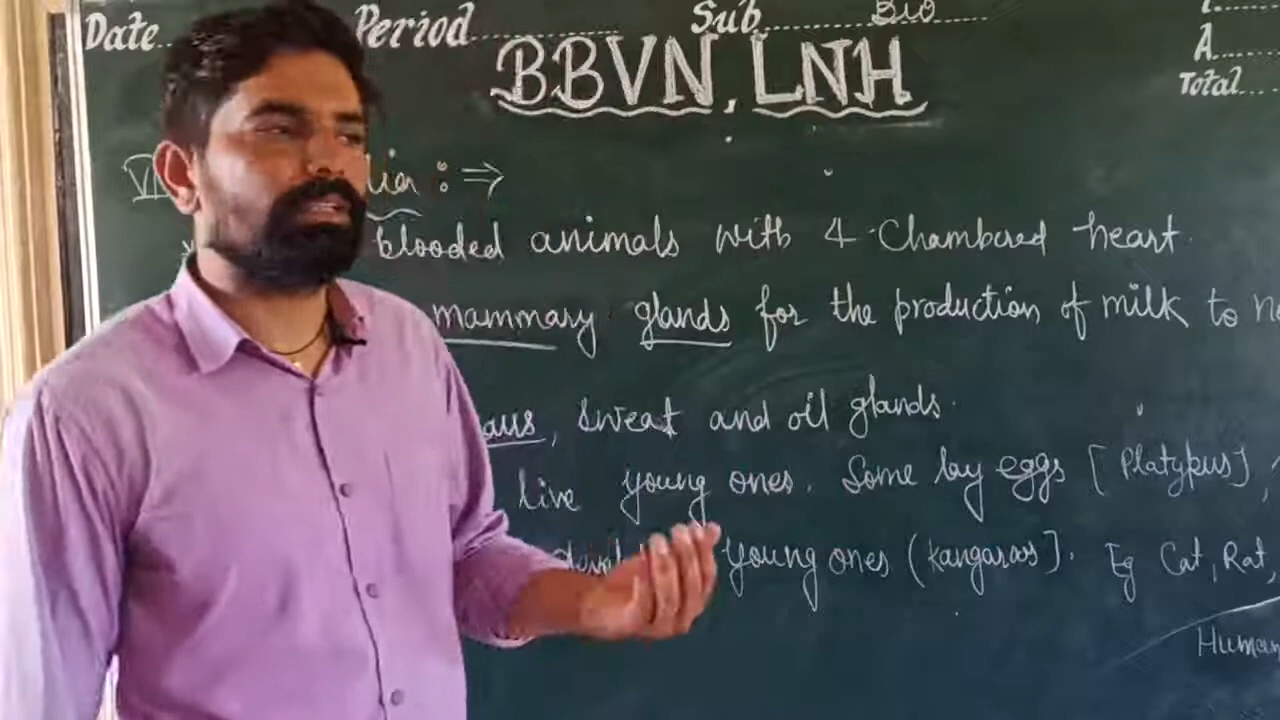 Date.. Period............ Sub....Bio........ I......
BBVN, LNH A......
Total....
:⇒
blooded animals with 4-Chambered heart.
mammary glands for the production of milk to
sweat and oil glands.
live young ones. Some lay eggs [Platypus],
young ones (Kangaroos]. Eg Cat, Rat,
Human